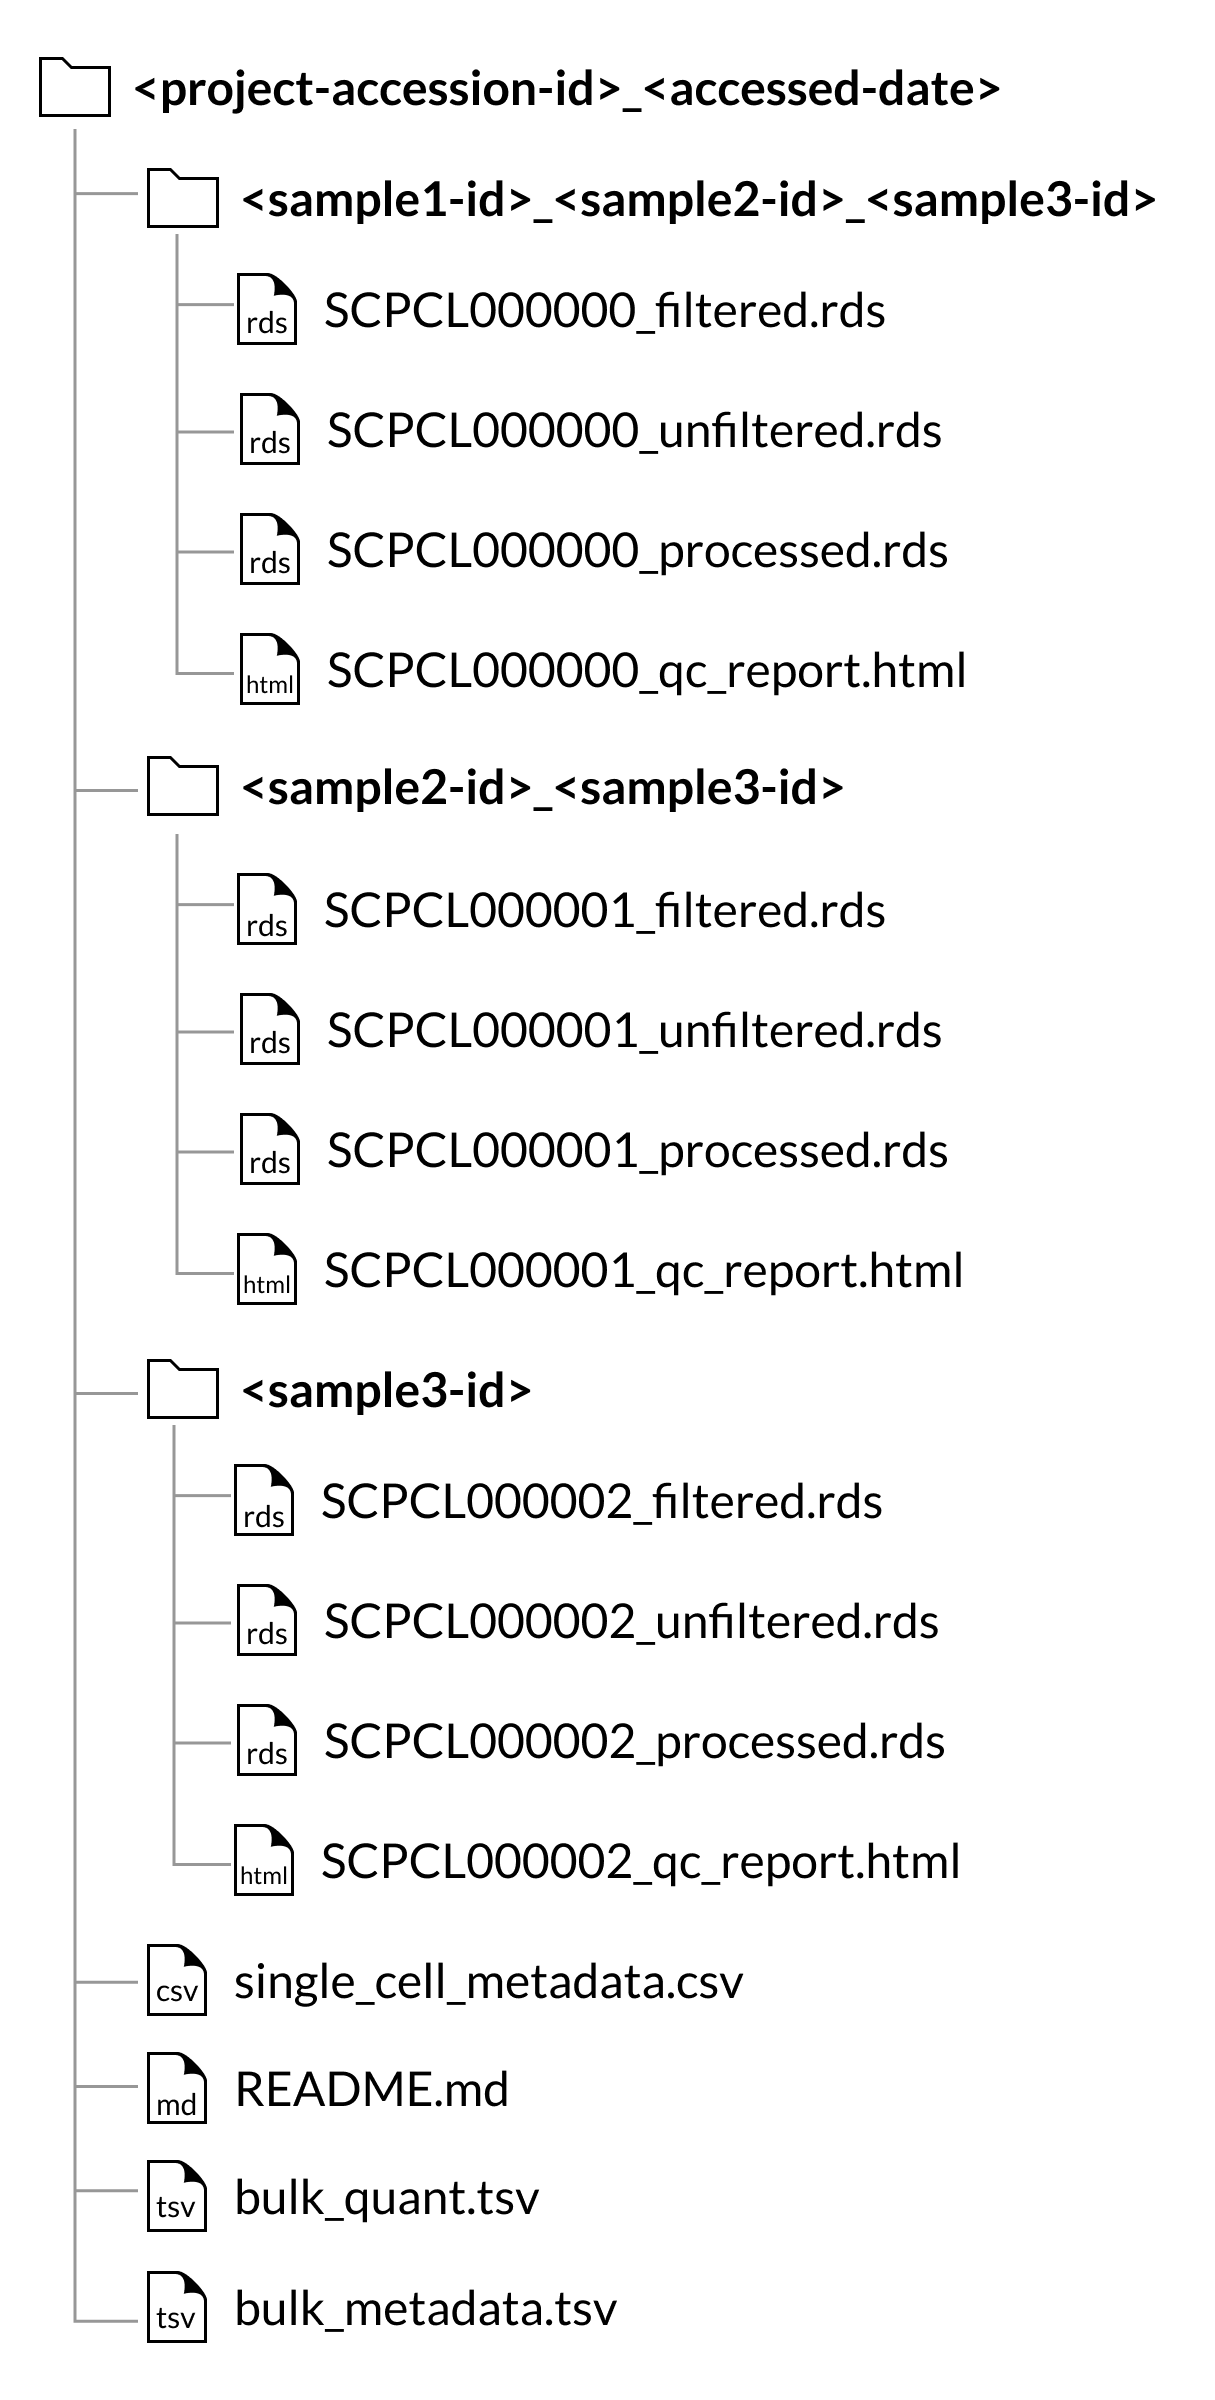 <project-accession-id>_<accessed-date>
<sample1-id>_<sample2-id>_<sample3-id>
rds SCPCL000000_filtered.rds
rds SCPCL000000_unfiltered.rds
rds SCPCL000000_processed.rds
html SCPCL000000_qc_report.html
<sample2-id>_<sample3-id>
rds SCPCL000001_filtered.rds
rds SCPCL000001_unfiltered.rds
rds SCPCL000001_processed.rds
html SCPCL000001_qc_report.html
<sample3-id>
rds SCPCL000002_filtered.rds
rds SCPCL000002_unfiltered.rds
rds SCPCL000002_processed.rds
html SCPCL000002_qc_report.html
csv single_cell_metadata.csv
md README.md
tsv bulk_quant.tsv
tsv bulk_metadata.tsv